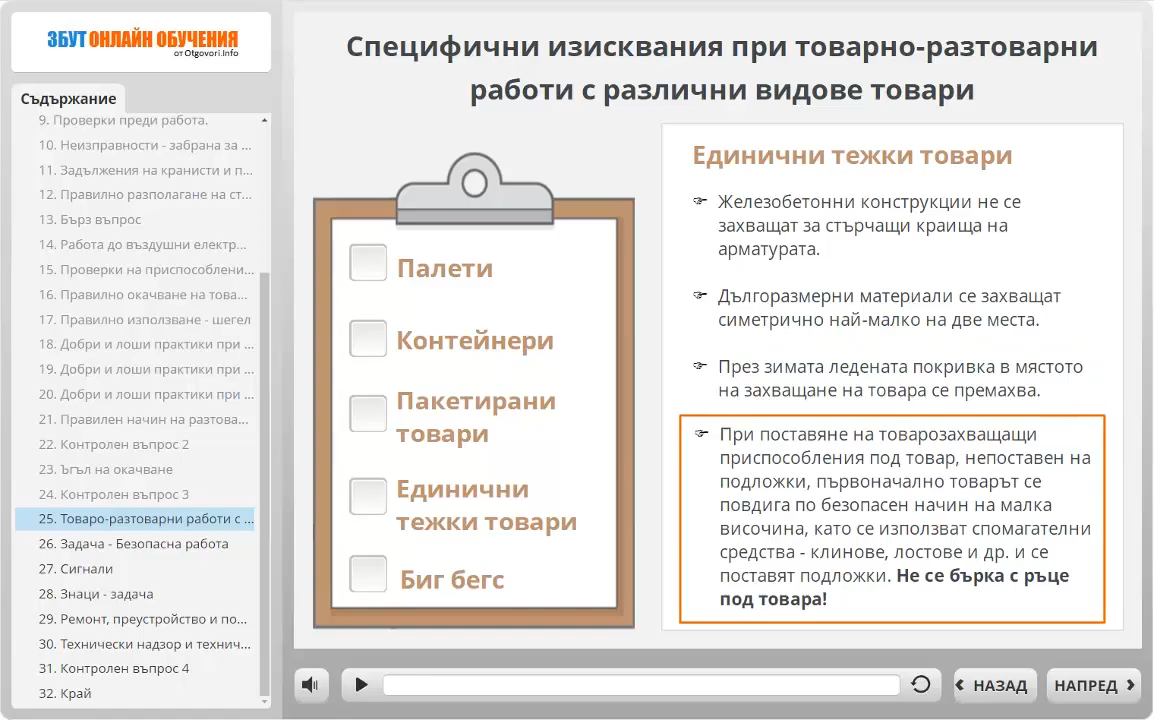 ЗБУТ ОНЛАЙН ОБУЧЕНИЯ
от Otgovori.Info
Съдържание
9. Проверки преди работа.
10. Неизправности - забрана за ...
11. Задължения на кранисти и п...
12. Правилно разполагане на ст...
13. Бърз въпрос
14. Работа до въздушни електр...
15. Проверки на приспособлени...
16. Правилно окачване на това...
17. Правилно използване - шегел
18. Добри и лоши практики при ...
19. Добри и лоши практики при ...
20. Добри и лоши практики при ...
21. Правилен начин на разтова...
22. Контролен въпрос 2
23. Ъгъл на окачване
24. Контролен въпрос 3
25. Товаро-разтоварни работи с ...
26. Задача - Безопасна работа
27. Сигнали
28. Знаци - задача
29. Ремонт, преустройство и по...
30. Технически надзор и технич...
31. Контролен въпрос 4
32. Край
Специфични изисквания при товарно-разтоварни
работи с различни видове товари
Палети
Контейнери
Пакетирани
товари
Единични
тежки товари
Биг бегс
Единични тежки товари
Железобетонни конструкции не се
захващат за стърчащи краища на
арматурата.
Дългоразмерни материали се захващат
симетрично най-малко на две места.
През зимата ледената покривка в мястото
на захващане на товара се премахва.
При поставяне на товарозахващащи
приспособления под товар, непоставен на
подложки, първоначално товарът се
повдига по безопасен начин на малка
височина, като се използват спомагателни
средства - клинове, лостове и др. и се
поставят подложки. Не се бърка с ръце
под товара!
НАЗАД
НАПРЕД